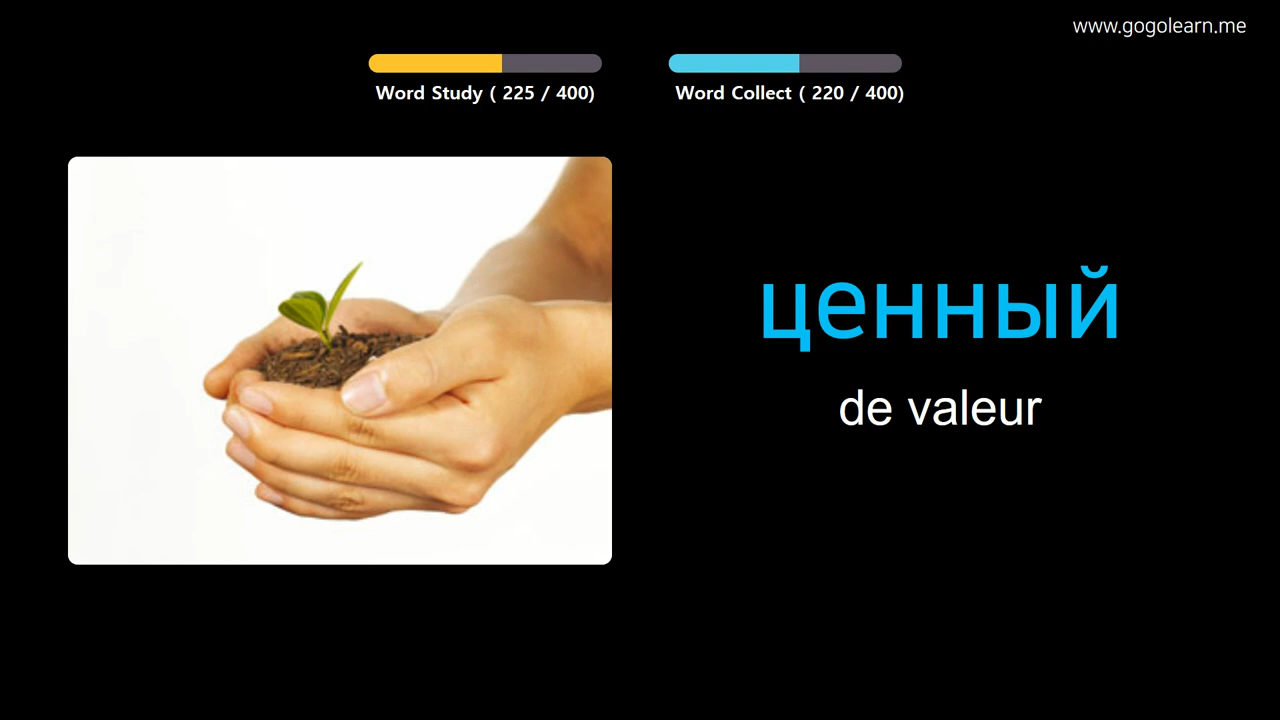 www.gogolearn.me
Word Study ( 225 / 400)
Word Collect ( 220 / 400)
ценный
de valeur